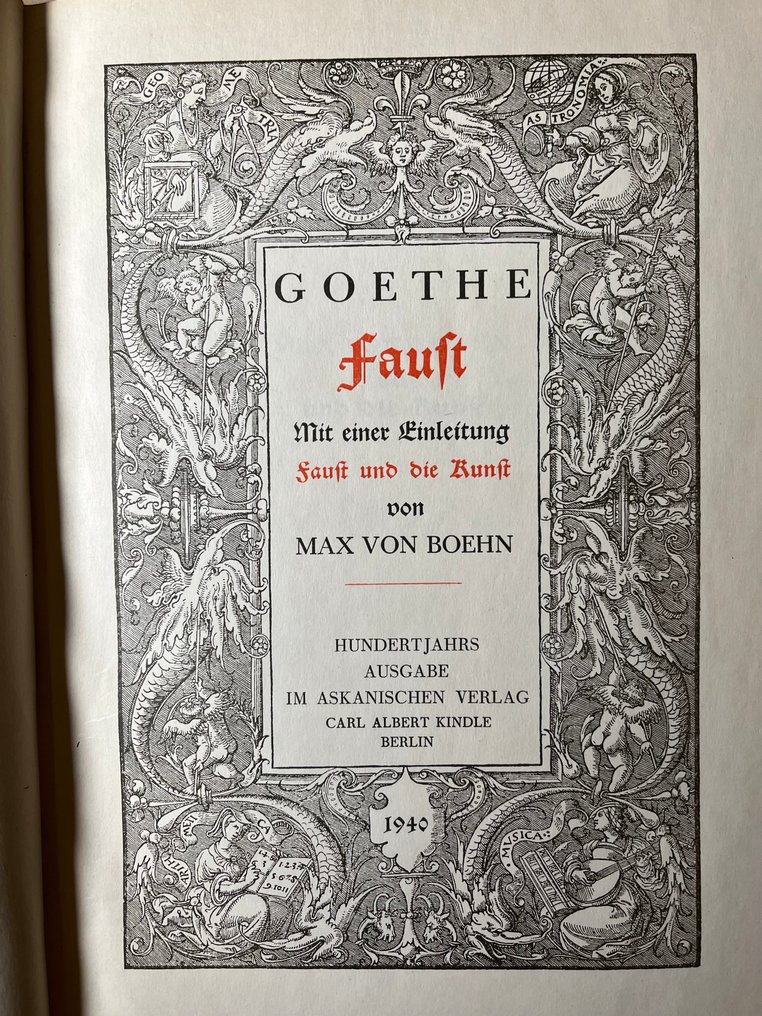 GEO ME TRI
ASTRONOMIA:
GOETHE
Fauſt
Mit einer Einleitung
Fauſt und die Kunſt
von
MAX VON BOEHN
HUNDERTJAHRS
AUSGABE
IM ASKANISCHEN VERLAG
CARL ALBERT KINDLE
BERLIN
1940
MUSICA: